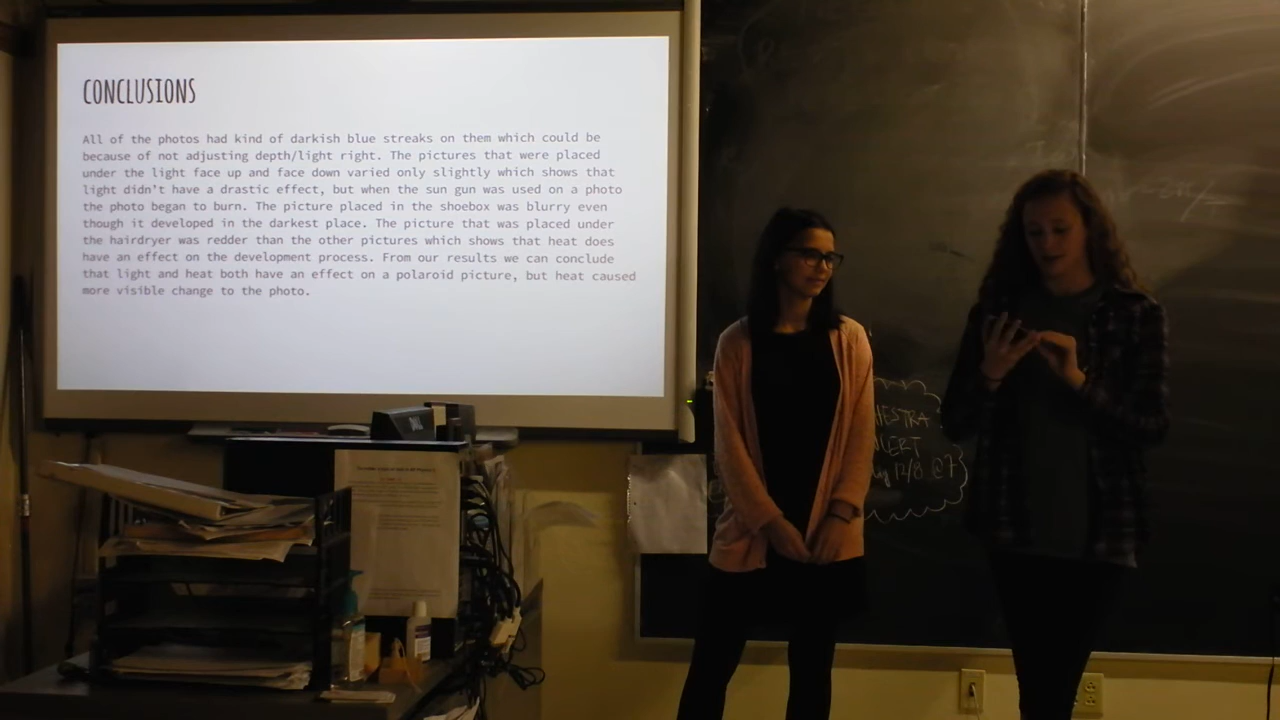 CONCLUSIONS
All of the photos had kind of darkish blue streaks on them which could be
because of not adjusting depth/light right. The pictures that were placed
under the light face up and face down varied only slightly which shows that
light didn't have a drastic effect, but when the sun gun was used on a photo
the photo began to burn. The picture placed in the shoebox was blurry even
though it developed in the darkest place. The picture that was placed under
the hairdryer was redder than the other pictures which shows that heat does
have an effect on the development process. From our results we can conclude
that light and heat both have an effect on a polaroid picture, but heat caused
more visible change to the photo.
DELL
12/8 @7